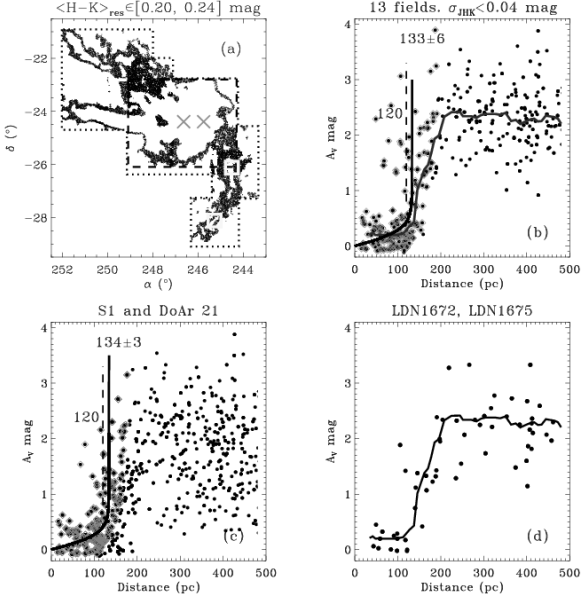 <H−K>res∈[0.20, 0.24] mag
(a)
−22
−24
−26
−28
δ (°)
252 250 248 246 244
α (°)
13 fields. σJHK<0.04 mag
133±6
120
(b)
4
3
2
1
0
AV mag
0 100 200 300 400 500
Distance (pc)
S1 and DoAr 21
134±3
120
(c)
4
3
2
1
0
AV mag
0 100 200 300 400 500
Distance (pc)
LDN1672, LDN1675
(d)
4
3
2
1
0
AV mag
0 100 200 300 400 500
Distance (pc)